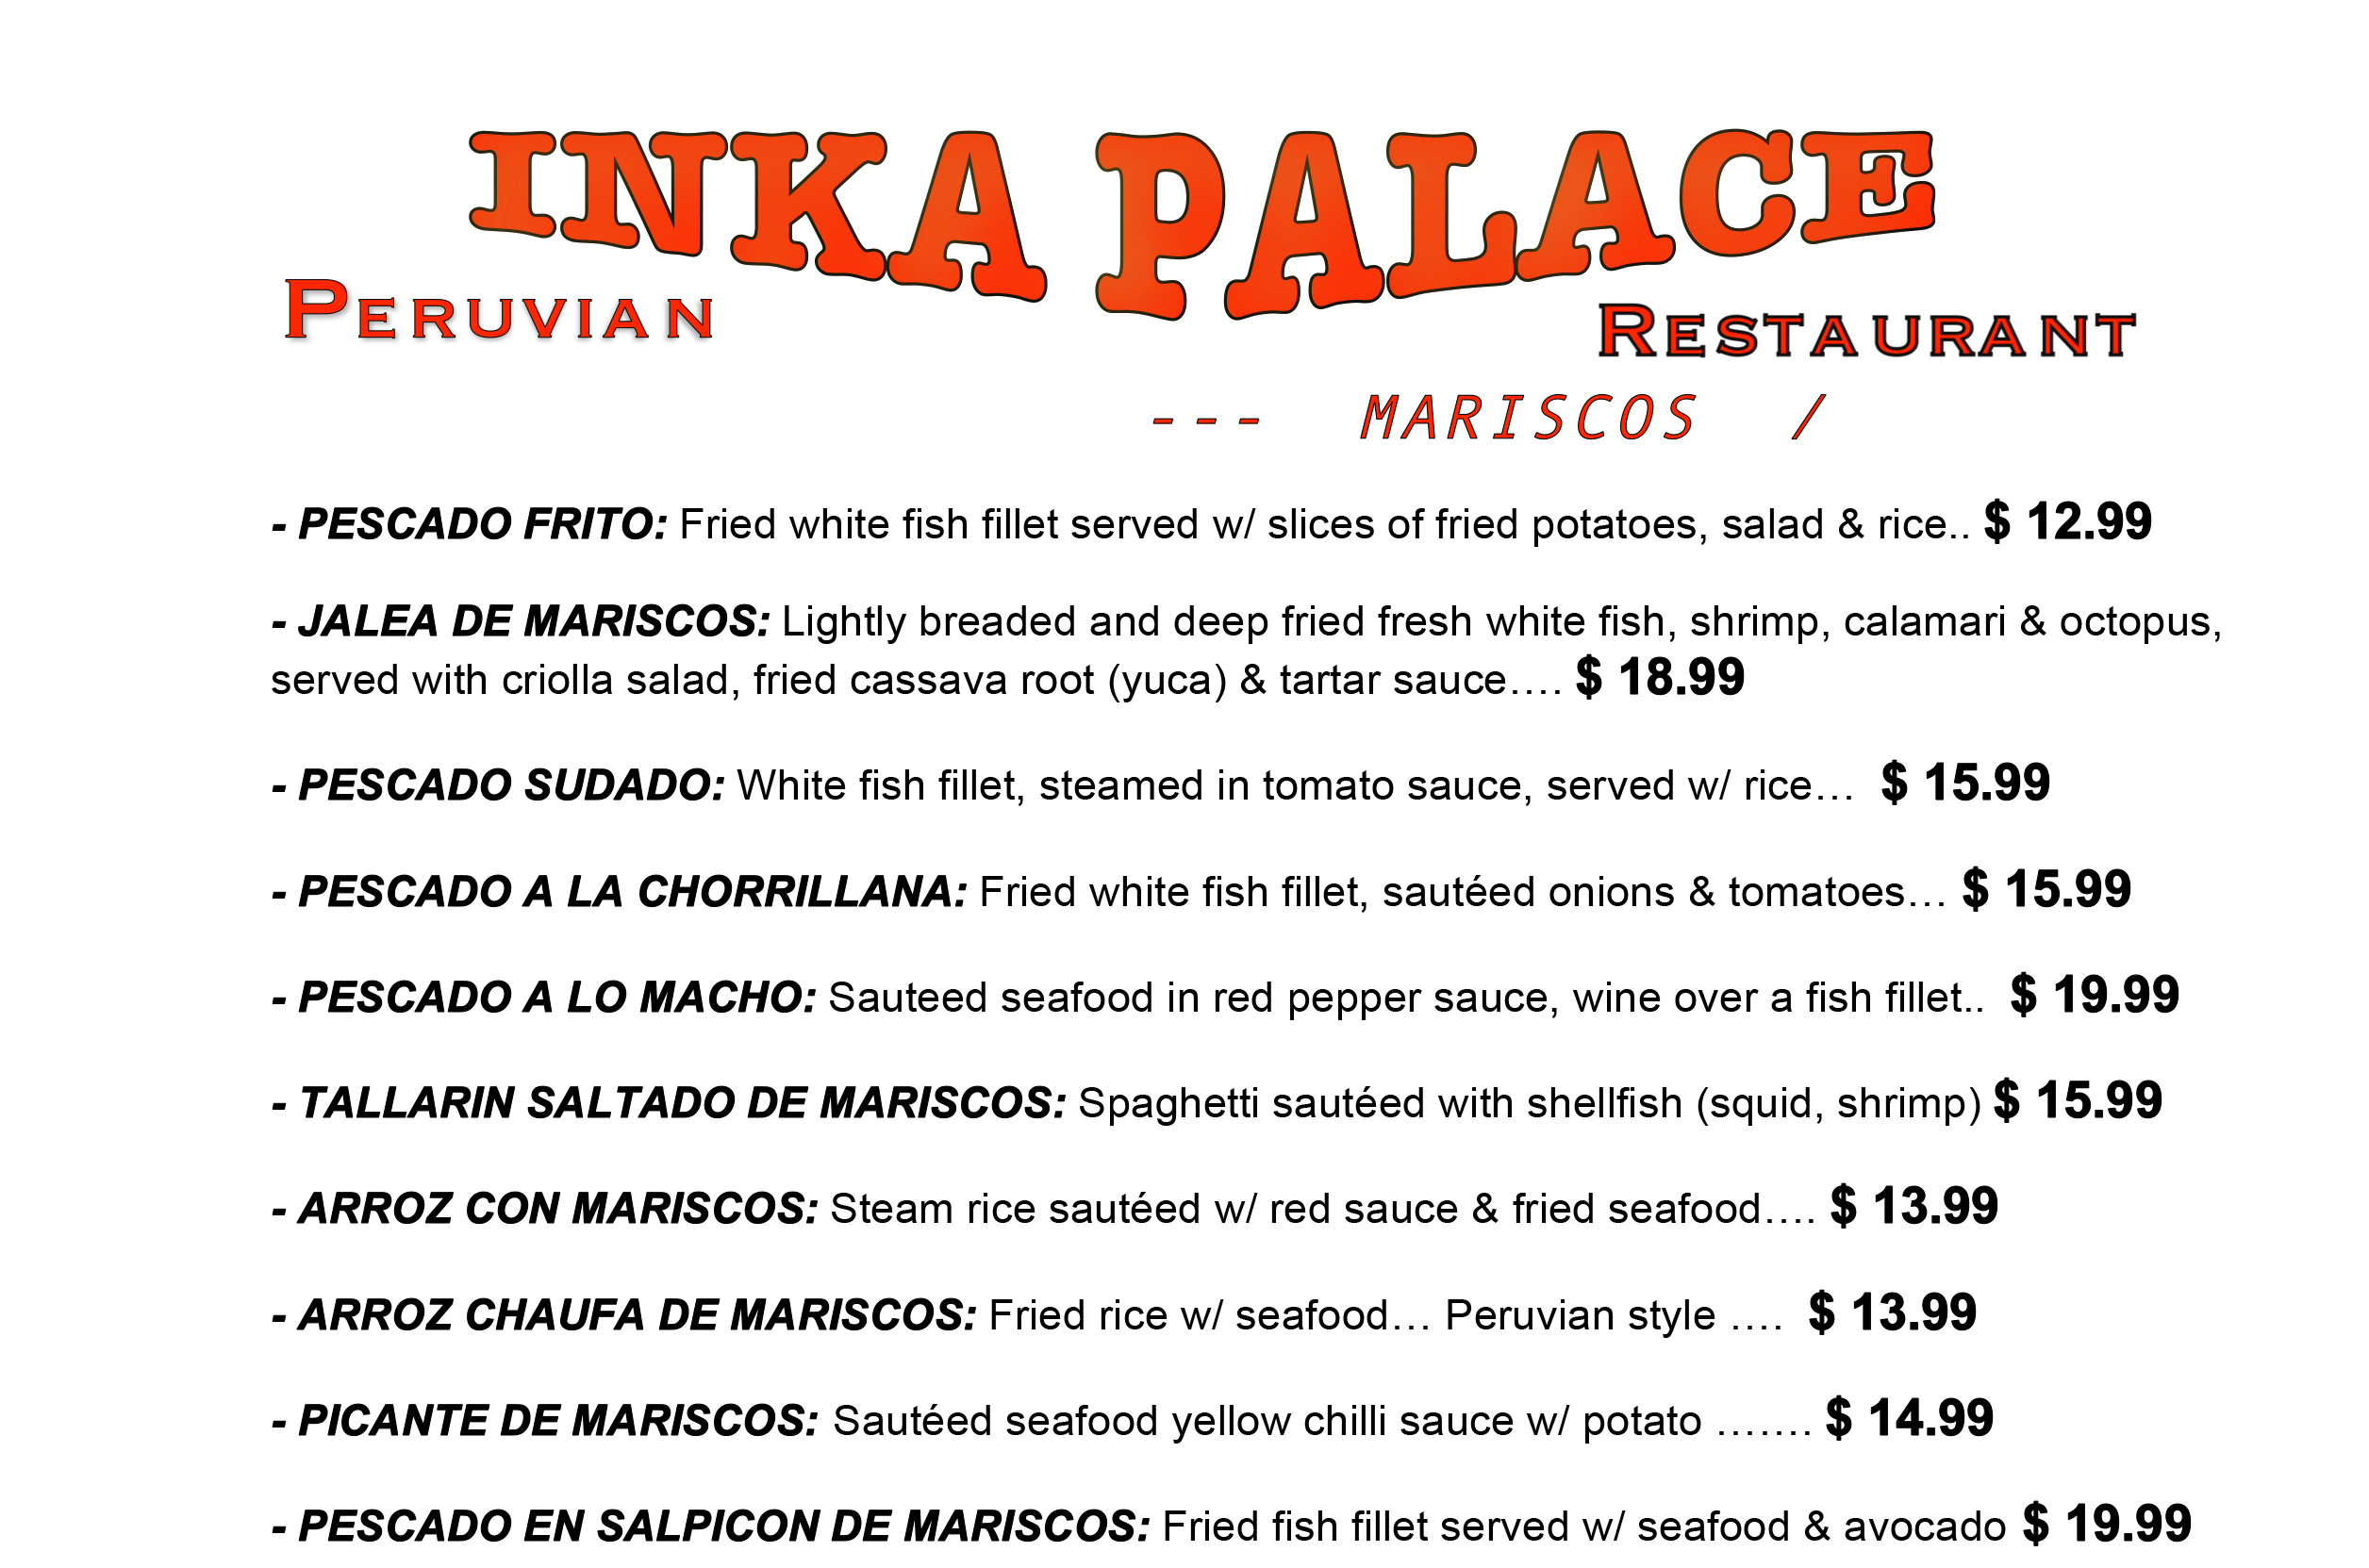 INKA PALACE
PERUVIAN
RESTAURANT
--- MARISCOS /
- PESCADO FRITO: Fried white fish fillet served w/ slices of fried potatoes, salad & rice.. $ 12.99
- JALEA DE MARISCOS: Lightly breaded and deep fried fresh white fish, shrimp, calamari & octopus,
served with criolla salad, fried cassava root (yuca) & tartar sauce…. $ 18.99
- PESCADO SUDADO: White fish fillet, steamed in tomato sauce, served w/ rice… $ 15.99
- PESCADO A LA CHORRILLANA: Fried white fish fillet, sautéed onions & tomatoes… $ 15.99
- PESCADO A LO MACHO: Sauteed seafood in red pepper sauce, wine over a fish fillet.. $ 19.99
- TALLARIN SALTADO DE MARISCOS: Spaghetti sautéed with shellfish (squid, shrimp) $ 15.99
- ARROZ CON MARISCOS: Steam rice sautéed w/ red sauce & fried seafood…. $ 13.99
- ARROZ CHAUFA DE MARISCOS: Fried rice w/ seafood… Peruvian style …. $ 13.99
- PICANTE DE MARISCOS: Sautéed seafood yellow chilli sauce w/ potato ……. $ 14.99
- PESCADO EN SALPICON DE MARISCOS: Fried fish fillet served w/ seafood & avocado $ 19.99